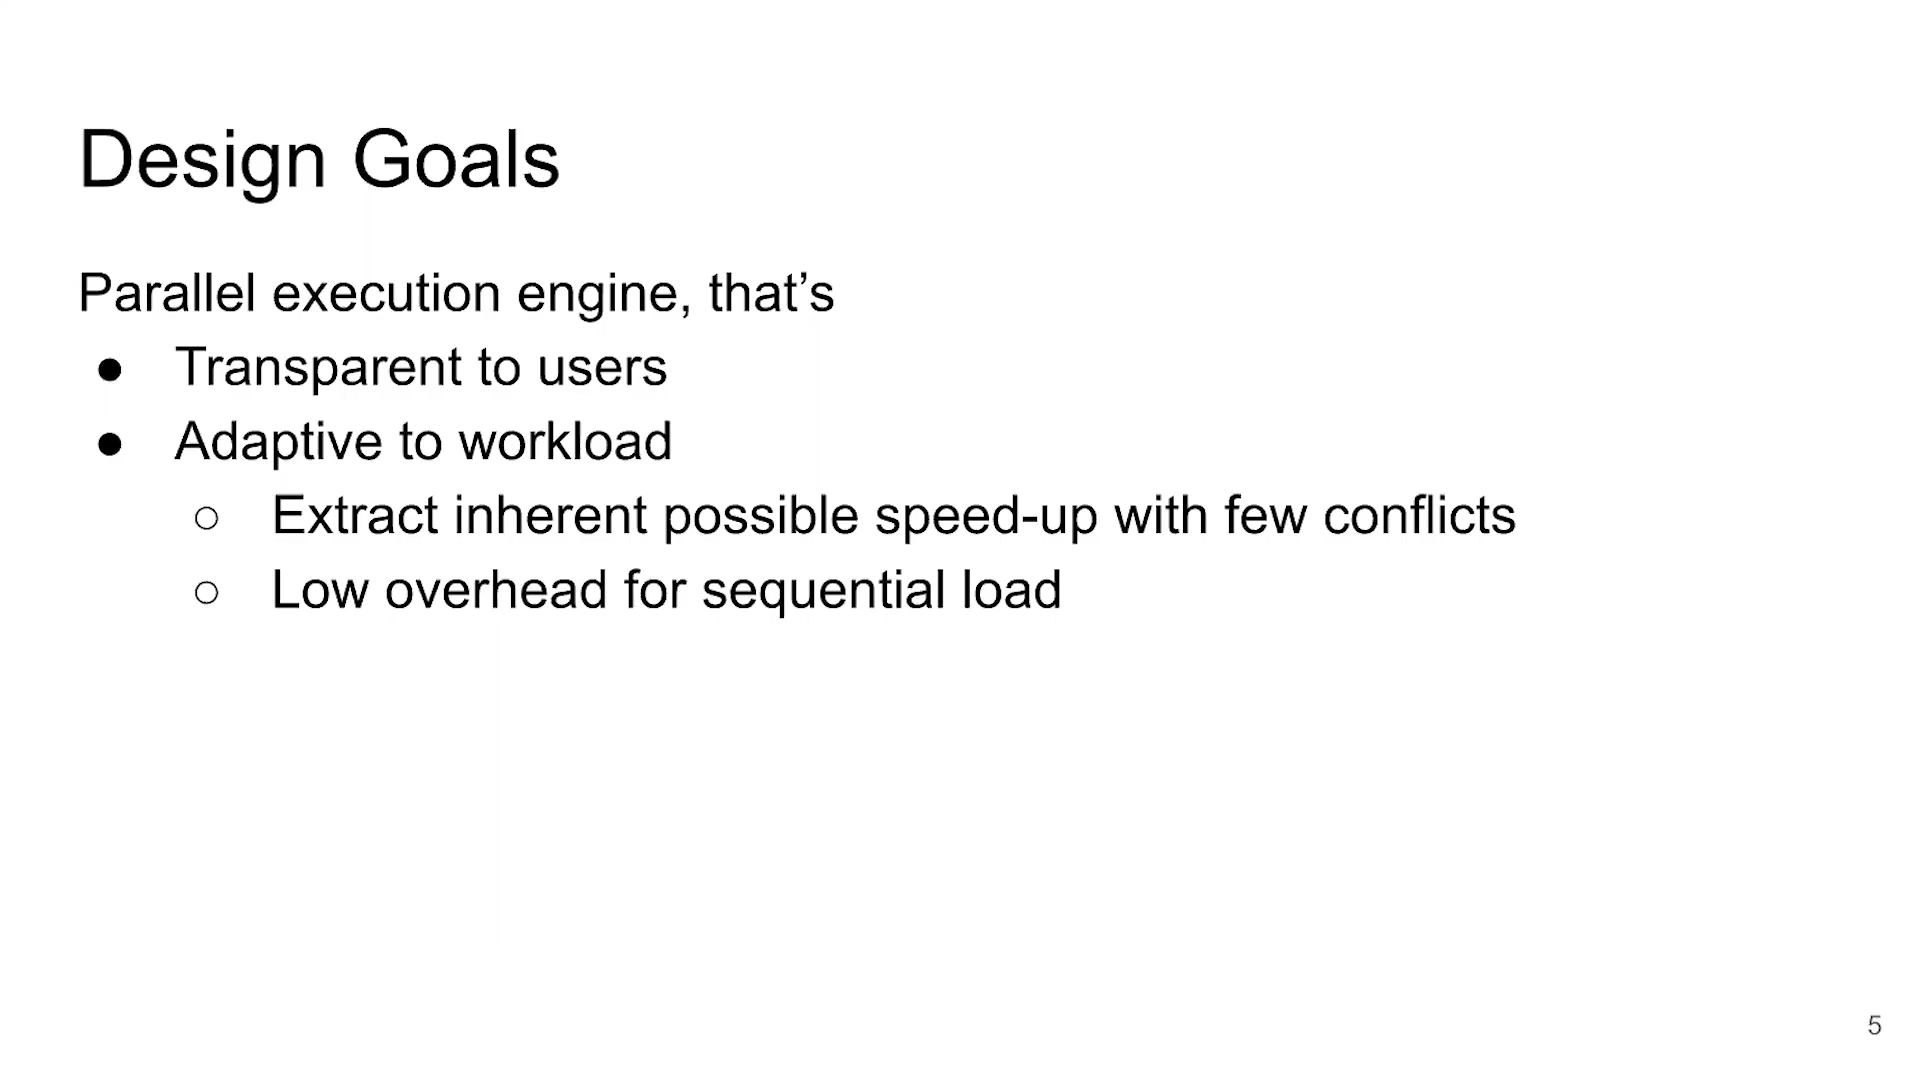 Design Goals
Parallel execution engine, that’s
● Transparent to users
● Adaptive to workload
○ Extract inherent possible speed-up with few conflicts
○ Low overhead for sequential load
5